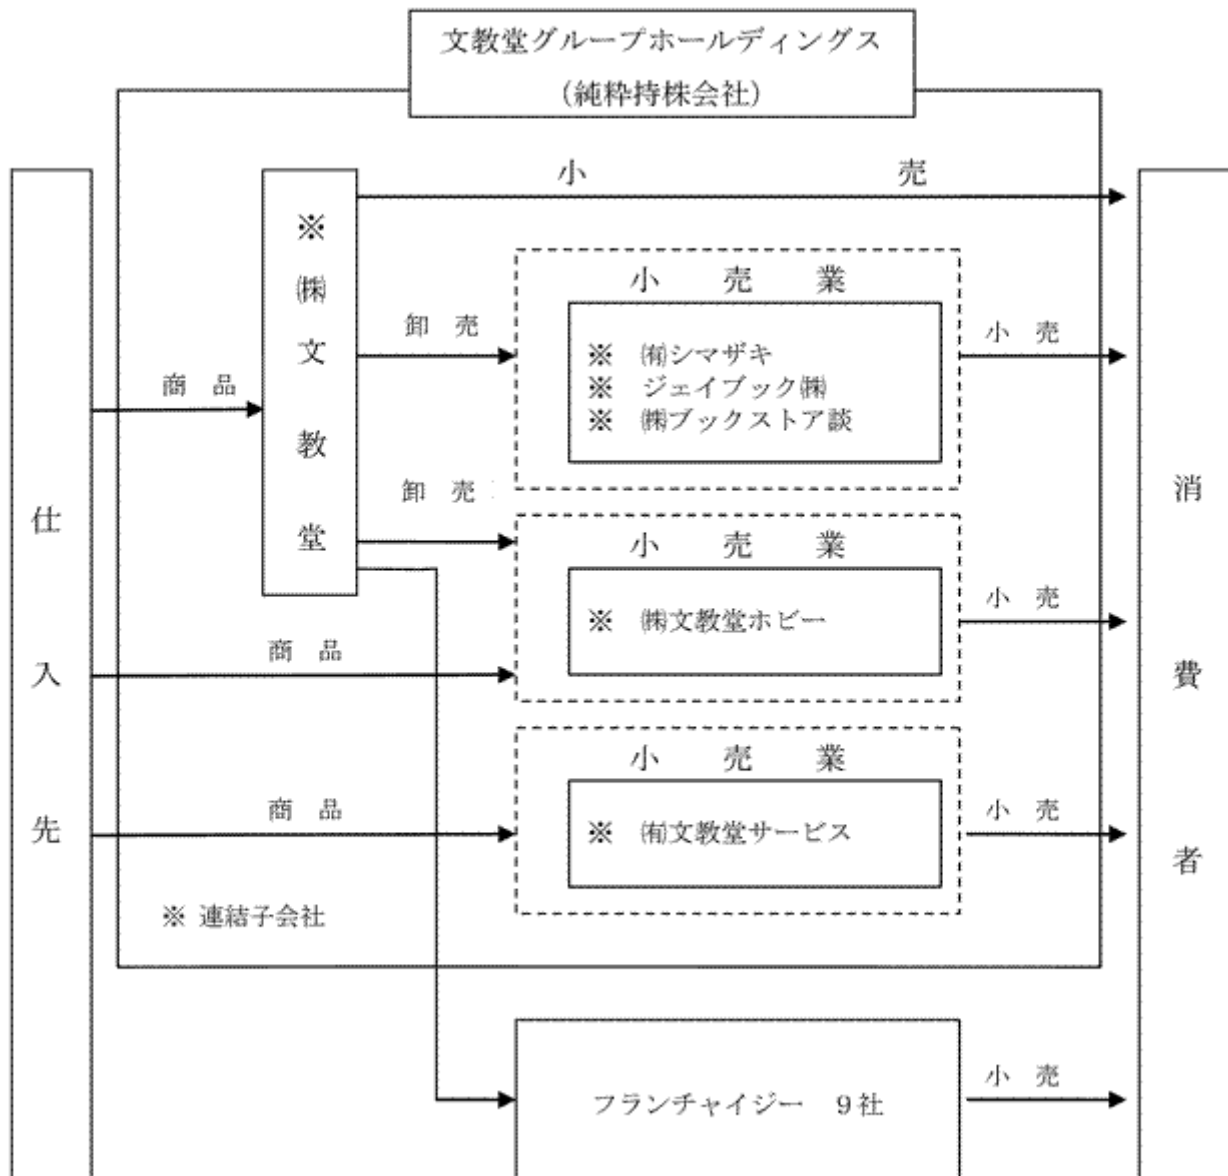 文教堂グループホールディングス
（純粋持株会社）
小　売
※㈱文教堂
小　売　業
卸　売
※　㈲シマザキ
※　ジェイブック㈱
※　㈱ブックストア談
小　売
商　品
卸　売
仕入先
消費者
小　売　業
※　㈱文教堂ホビー
小　売
商　品
小　売　業
商　品
※　㈲文教堂サービス
小　売
※ 連結子会社
フランチャイジー　９社
小　売